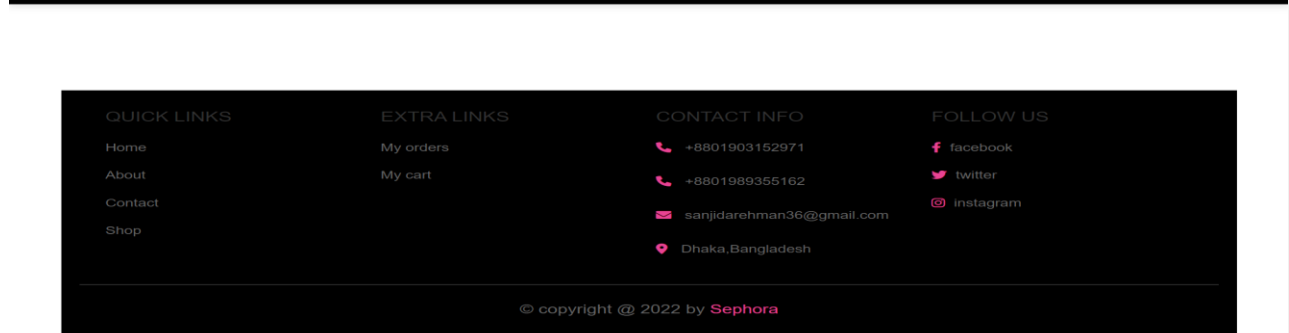 QUICK LINKS
Home
About
Contact
Shop
EXTRA LINKS
My orders
My cart
CONTACT INFO
+8801903152971
+8801989355162
sanjidarehman36@gmail.com
Dhaka,Bangladesh
FOLLOW US
facebook
twitter
instagram
© copyright @ 2022 by Sephora